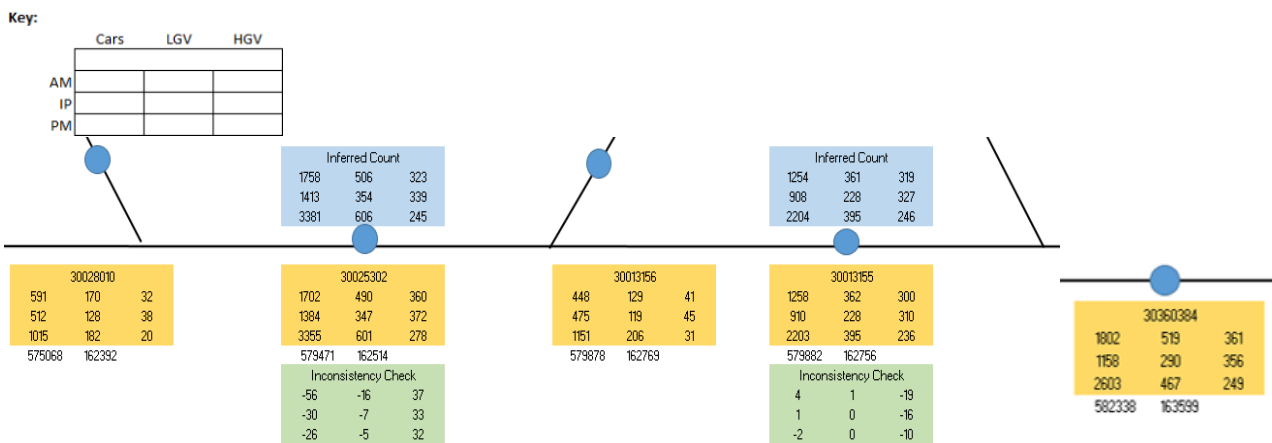 Key:
Cars LGV HGV
AM
IP
PM
Inferred Count
1758 506 323
1413 354 339
3381 606 245
Inferred Count
1254 361 319
908 228 327
2204 395 246
30028010
591 170 32
512 128 38
1015 182 20
575068 162392
30025302
1702 490 360
1384 347 372
3355 601 278
579471 162514
Inconsistency Check
-56 -16 37
-30 -7 33
-26 -5 32
30013156
448 129 41
475 119 45
1151 206 31
579878 162769
30013155
1258 362 300
910 228 310
2203 395 236
579882 162756
Inconsistency Check
4 1 -19
1 0 -16
-2 0 -10
30360384
1802 519 361
1158 290 356
2603 467 249
582338 163599